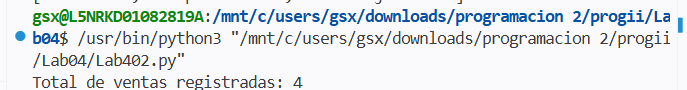 gsx@L5NRKD01082819A:/mnt/c/users/gsx/downloads/programacion 2/progii/La
b04$ /usr/bin/python3 "/mnt/c/users/gsx/downloads/programacion 2/progii
/Lab04/Lab402.py"
Total de ventas registradas: 4